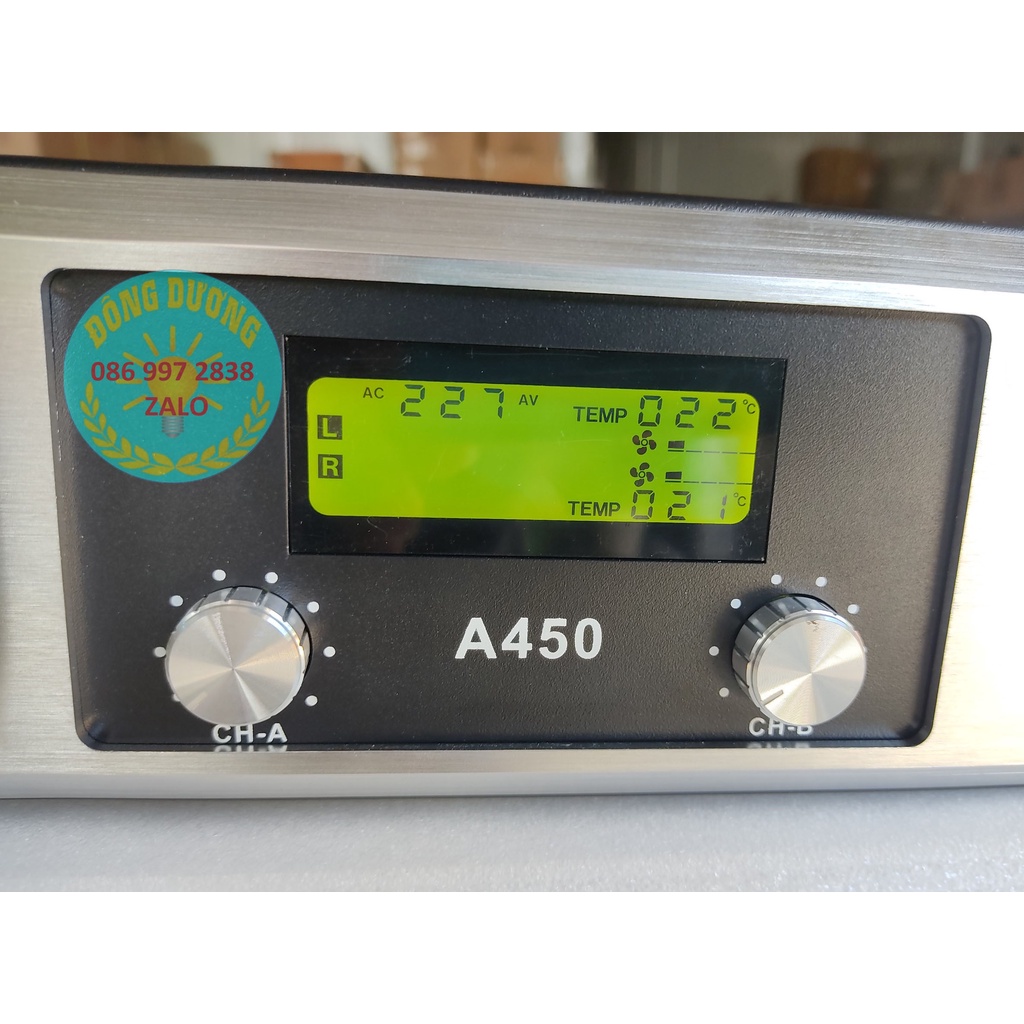 ĐÔNG DƯƠNG
086 997 2838
ZALO
AC 227 AV
TEMP 022 °C
L
R
TEMP 021 °C
A450
CH-A
CH-B